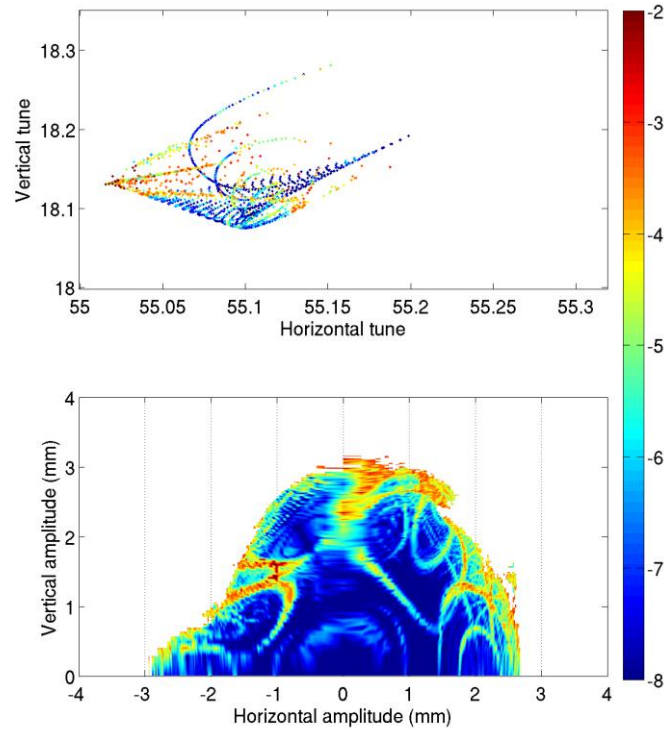 18.3
18.2
18.1
18
Vertical tune
55 55.05 55.1 55.15 55.2 55.25 55.3
Horizontal tune
4
3
2
1
0
Vertical amplitude (mm)
-4 -3 -2 -1 0 1 2 3 4
Horizontal amplitude (mm)
-2
-3
-4
-5
-6
-7
-8